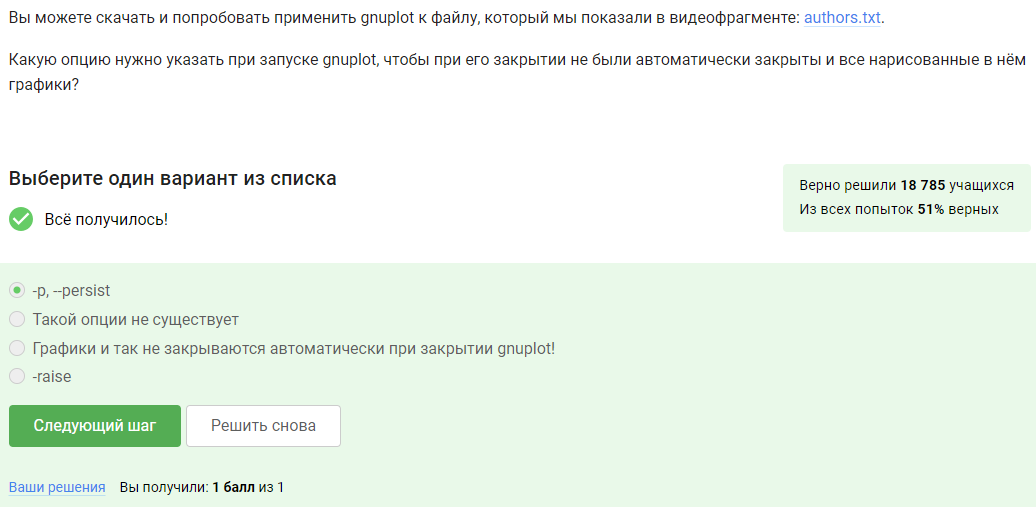 Вы можете скачать и попробовать применить gnuplot к файлу, который мы показали в видеофрагменте: authors.txt.
Какую опцию нужно указать при запуске gnuplot, чтобы при его закрытии не были автоматически закрыты и все нарисованные в нём
графики?
Выберите один вариант из списка
Всё получилось!
Верно решили 18 785 учащихся
Из всех попыток 51% верных
-p, --persist
Такой опции не существует
Графики и так не закрываются автоматически при закрытии gnuplot!
-raise
Следующий шаг
Решить снова
Ваши решения Вы получили: 1 балл из 1